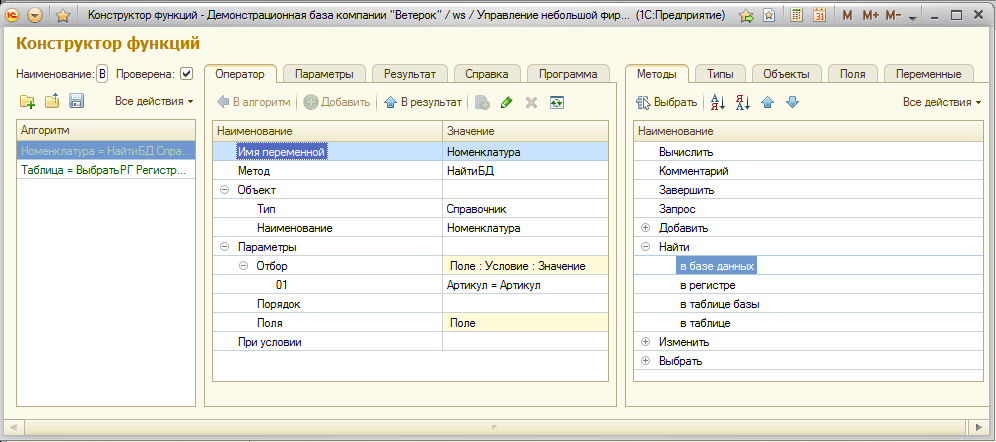 Конструктор функций - Демонстрационная база компании "Ветерок" / ws / Управление небольшой фир... (1С:Предприятие)
M M+ M-
Конструктор функций
Наименование: В Проверена:
Все действия
Алгоритм
Номенклатура = НайтиБД Спра...
Таблица = ВыбратьРГ Регистр...
Оператор Параметры Результат Справка Программа
В алгоритм Добавить В результат
Наименование Значение
Имя переменной Номенклатура
Метод НайтиБД
Объект
Тип Справочник
Наименование Номенклатура
Параметры
Отбор Поле : Условие : Значение
01 Артикул = Артикул
Порядок
Поля Поле
При условии
Методы Типы Объекты Поля Переменные
Выбрать Все действия
Наименование
Вычислить
Комментарий
Завершить
Запрос
Добавить
Найти
в базе данных
в регистре
в таблице базы
в таблице
Изменить
Выбрать